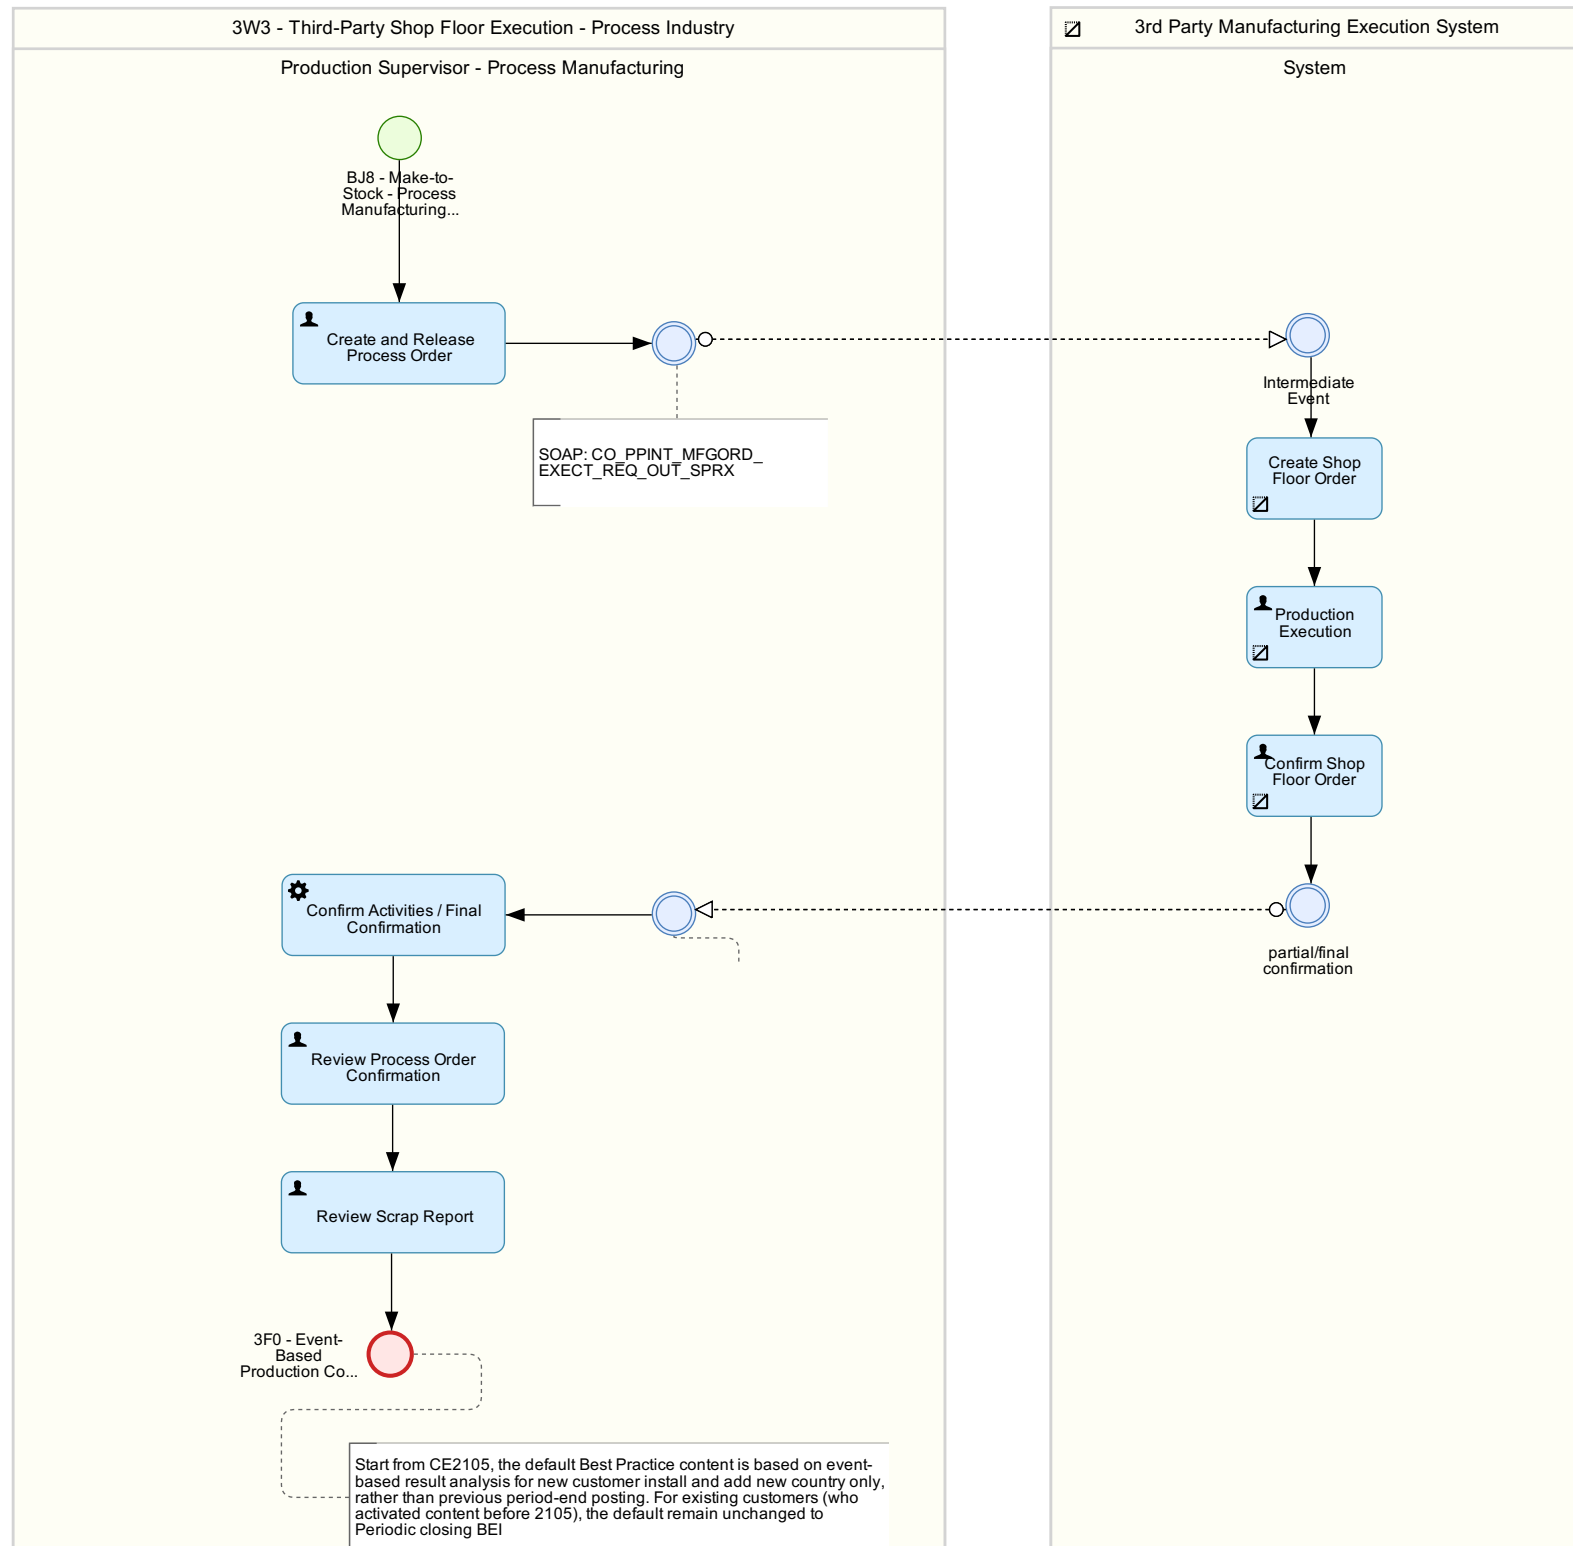 3W3 - Third-Party Shop Floor Execution - Process Industry
Production Supervisor - Process Manufacturing
3rd Party Manufacturing Execution System
System
BJ8 - Make-to-
Stock - Process
Manufacturing...
Create and Release
Process Order
SOAP: CO_PPINT_MFGORD_
EXECT_REQ_OUT_SPRX
Intermediate
Event
Create Shop
Floor Order
Production
Execution
Confirm Shop
Floor Order
partial/final
confirmation
Confirm Activities / Final
Confirmation
Review Process Order
Confirmation
Review Scrap Report
3F0 - Event-
Based
Production Co...
Start from CE2105, the default Best Practice content is based on event-
based result analysis for new customer install and add new country only,
rather than previous period-end posting. For existing customers (who
activated content before 2105), the default remain unchanged to
Periodic closing BEI